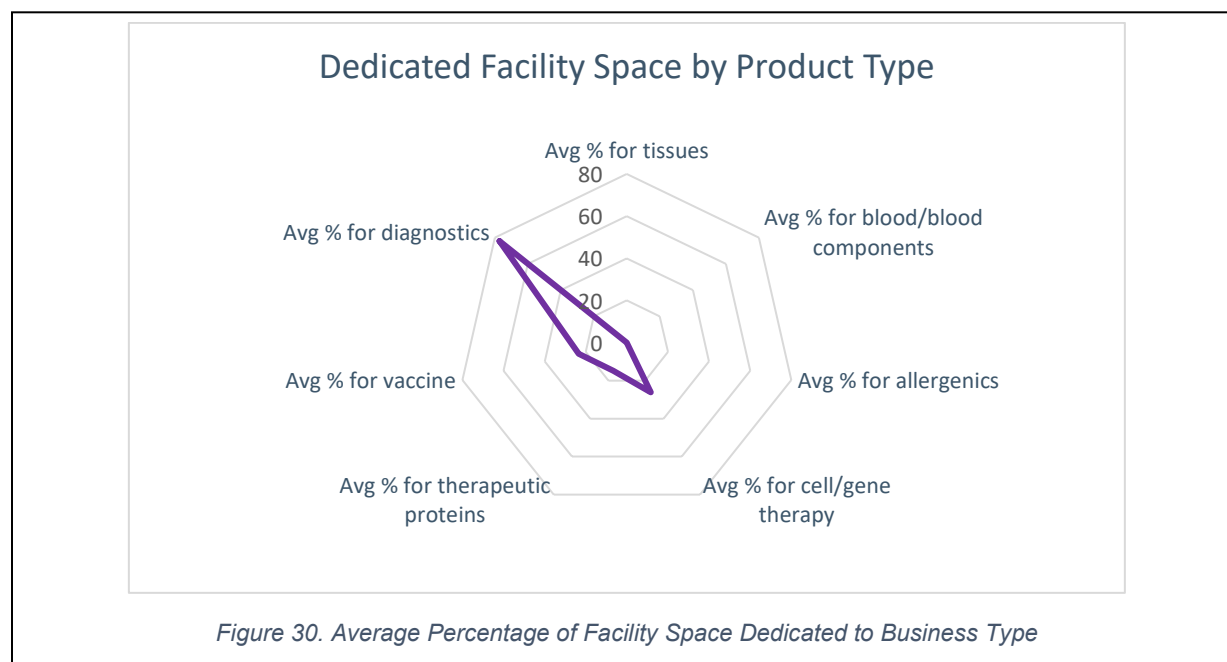 Dedicated Facility Space by Product Type
Avg % for tissues
80
60
40
20
0
Avg % for blood/blood
components
Avg % for allergenics
Avg % for cell/gene
therapy
Avg % for therapeutic
proteins
Avg % for vaccine
Avg % for diagnostics
Figure 30. Average Percentage of Facility Space Dedicated to Business Type